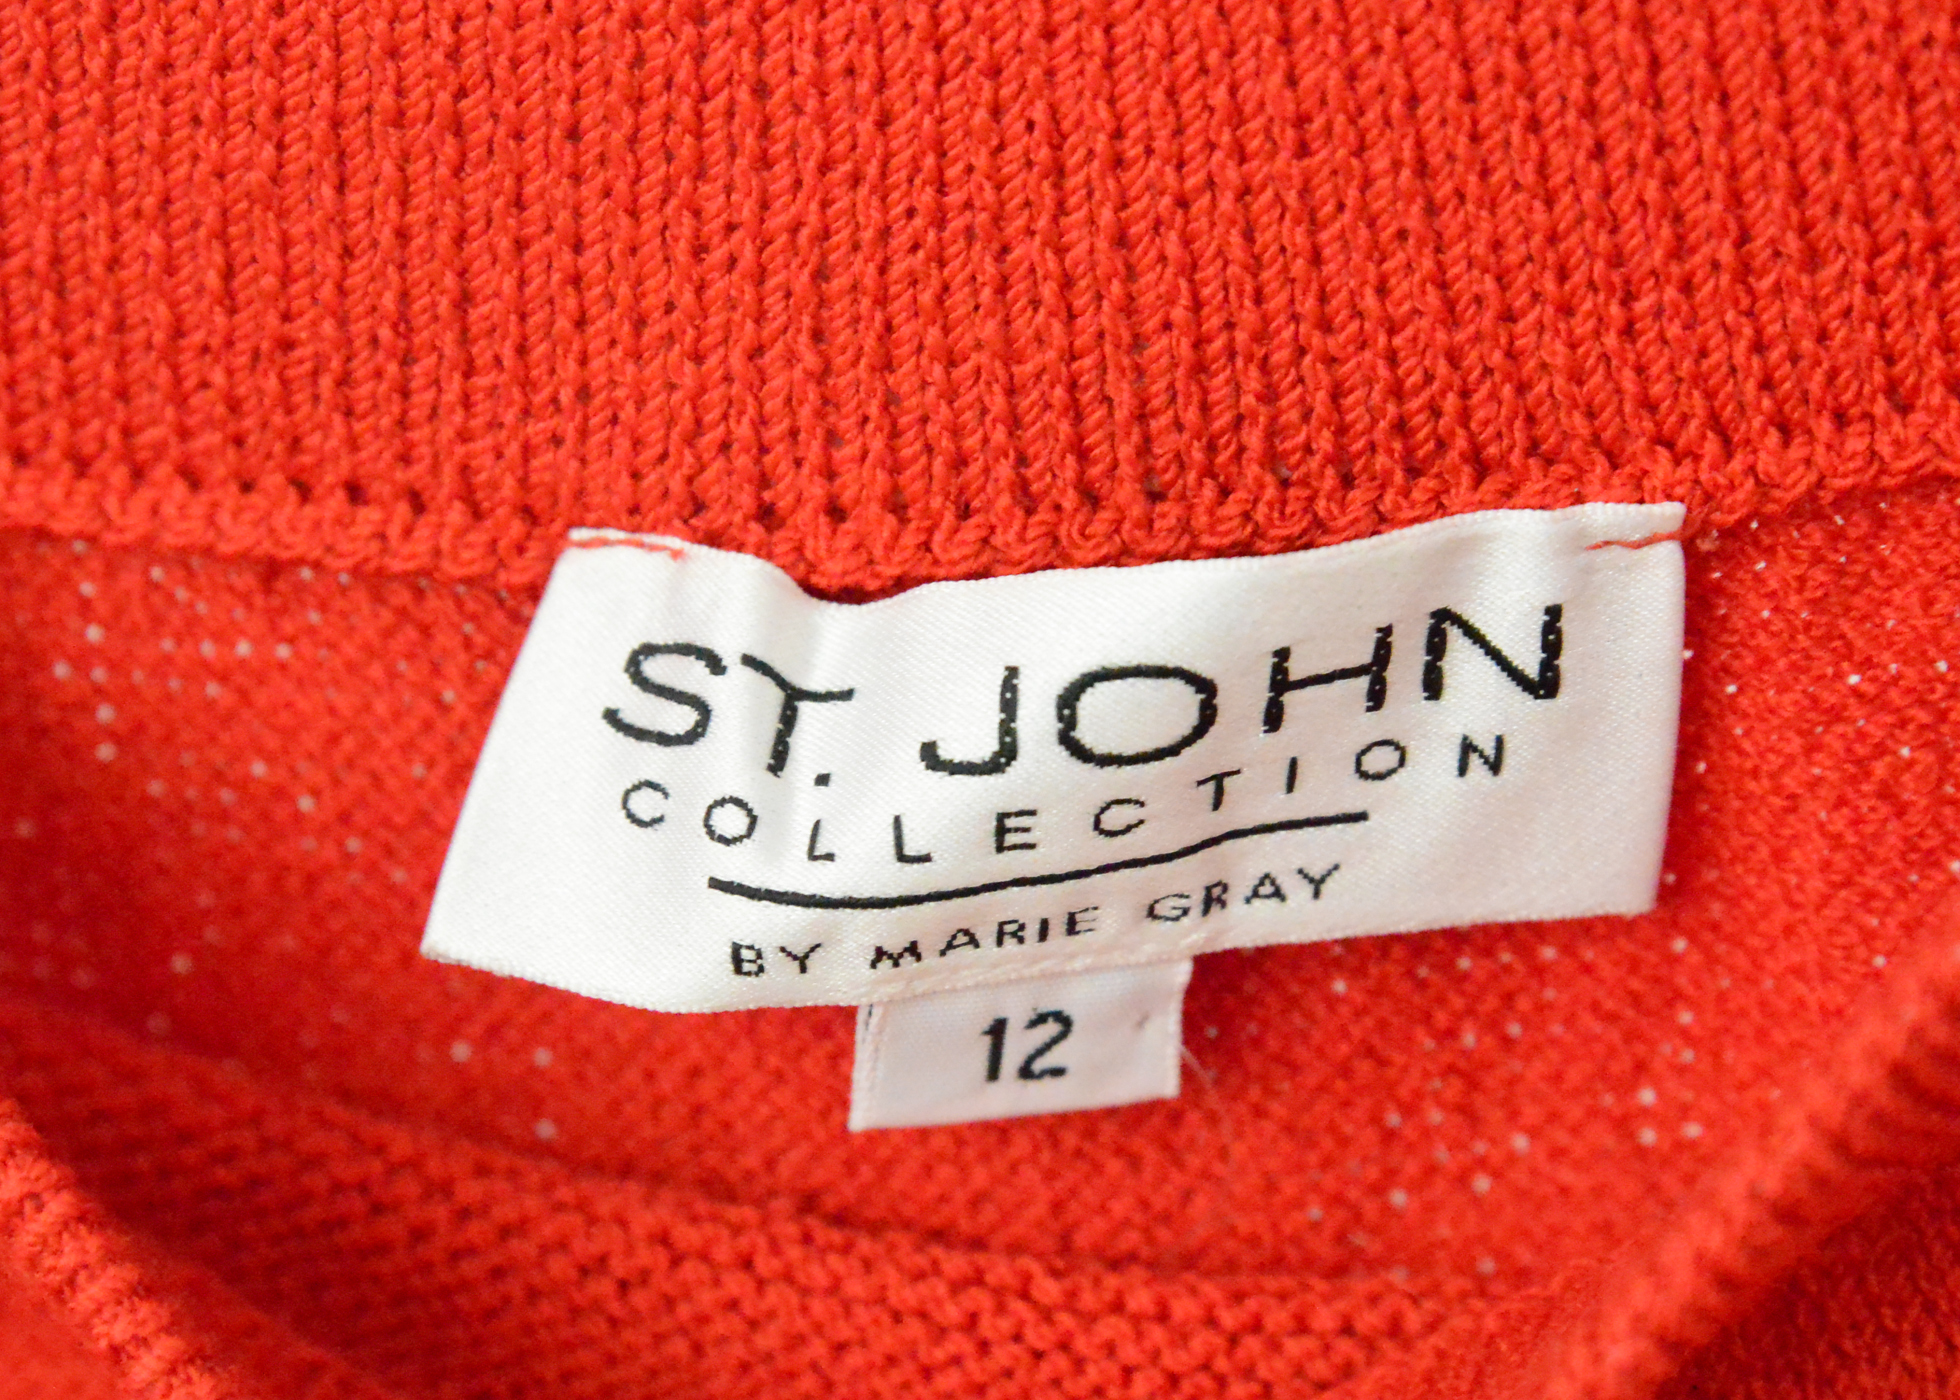 ST. JOHN
COLLECTION
BY MARIE GRAY
12